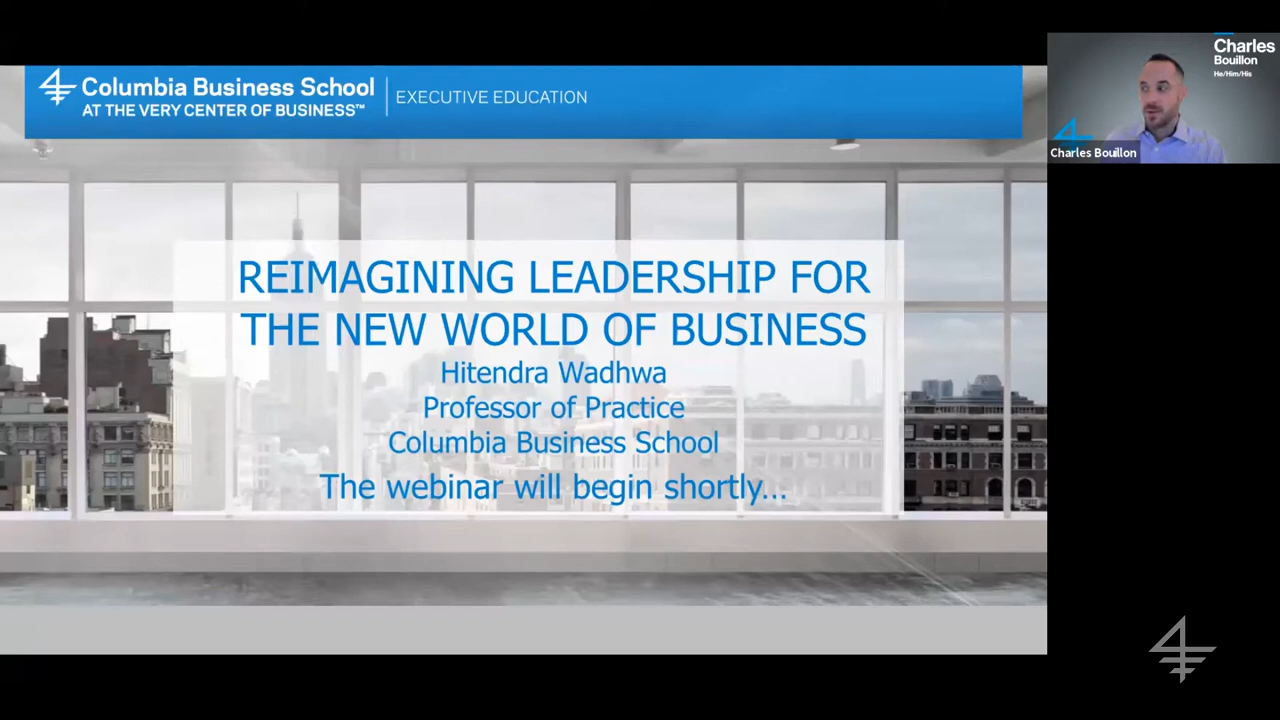 Columbia Business School
AT THE VERY CENTER OF BUSINESS™
EXECUTIVE EDUCATION
REIMAGINING LEADERSHIP FOR
THE NEW WORLD OF BUSINESS
Hitendra Wadhwa
Professor of Practice
Columbia Business School
The webinar will begin shortly...
Charles
Bouillon
He/Him/His
Charles Bouillon